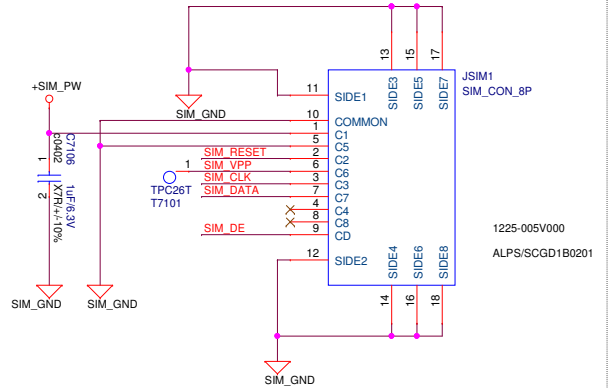 13
15
17
SIDE3
SIDE5
SIDE7
JSIM1
SIM_CON_8P
+SIM_PW
11
SIDE1
SIM_GND
10
COMMON
1
C1
5
C5
SIM_RESET
2
C2
SIM_VPP
6
C6
SIM_CLK
3
C3
SIM_DATA
7
C7
4
C4
8
C8
SIM_DE
9
CD
12
SIDE2
1
TPC26T
T7101
C7106
c0402
1
2
1uF/6.3V
X7R/+/-10%
SIM_GND
SIM_GND
1225-005V000
ALPS/SCGD1B0201
SIDE4
SIDE6
SIDE8
14
16
18
SIM_GND